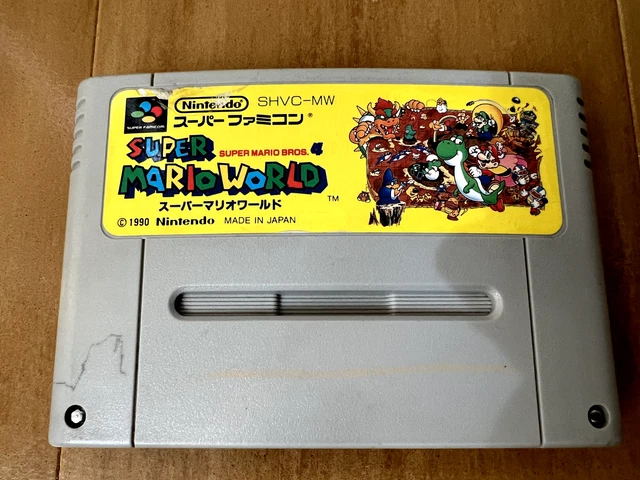 Nintendo SHVC-MW
SUPER FAMICOM
スーパーファミコン®
SUPER
SUPER MARIO BROS. 4
MARIO WORLD ™
スーパーマリオワールド
© 1990 Nintendo MADE IN JAPAN